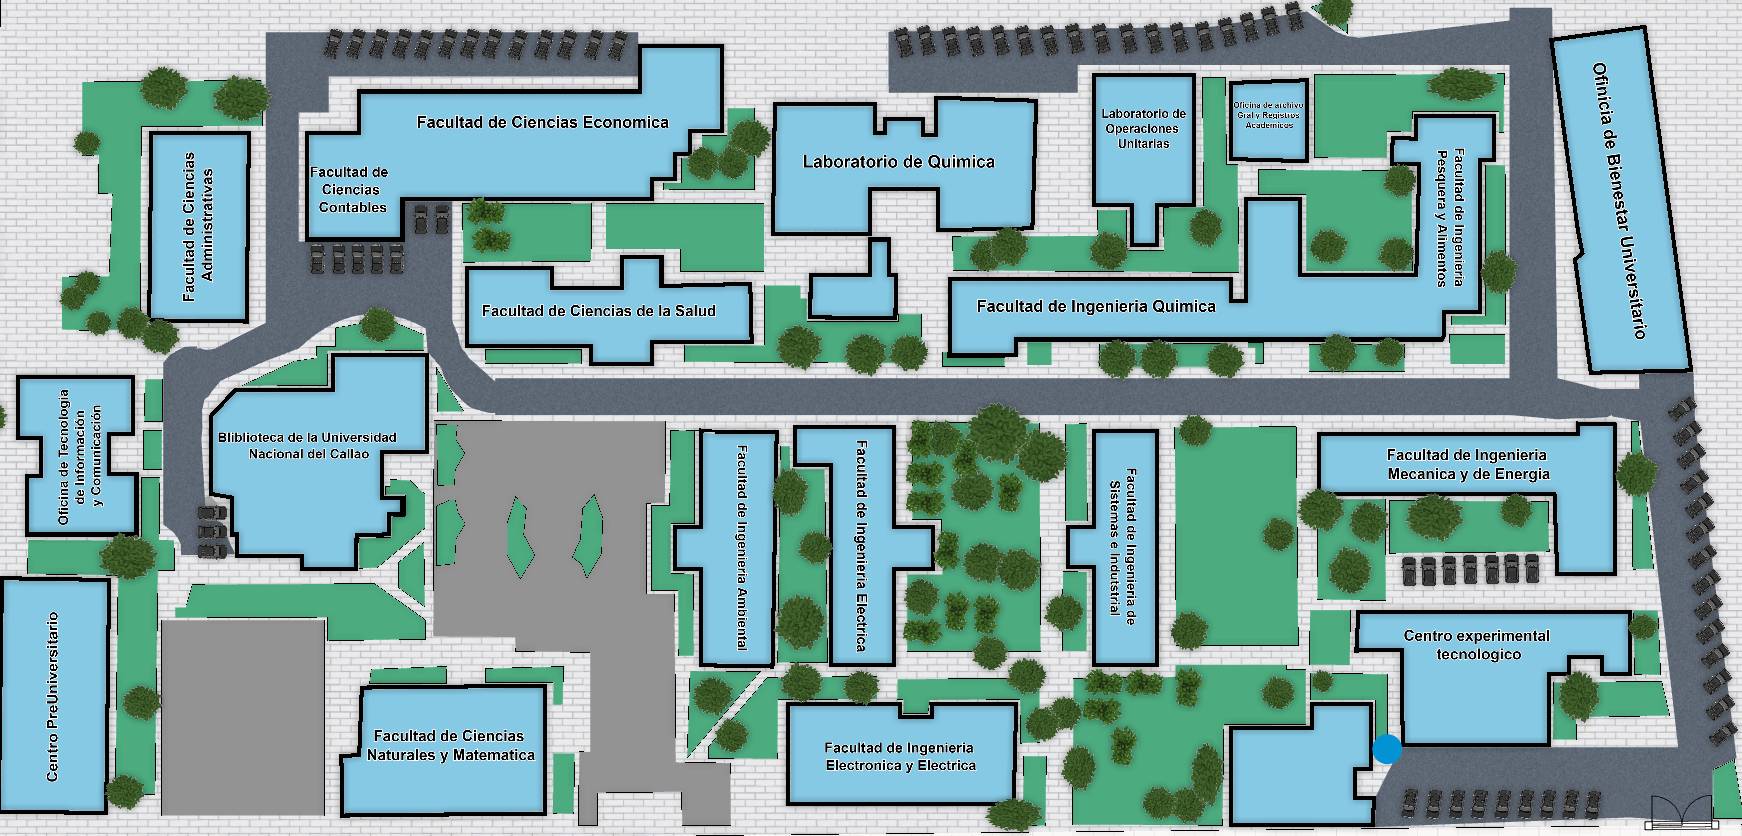 Ofinicia de Bienestar Universitario
Facultad de Ciencias Economica
Facultad de
Ciencias
Contables
Facultad de Ciencias
Administrativas
Laboratorio de Quimica
Laboratorio de
Operaciones
Unitarias
Oficina de archivo
Gral y Registros
Academicos
Facultad de Ingenieria
Pesquera y Alimentos
Facultad de Ciencias de la Salud
Facultad de Ingenieria Quimica
Oficina de Tecnologia
de Información
y Comunicación
Bliblioteca de la Universidad
Nacional del Callao
Facultad de Ingenieria Ambiental
Facultad de Ingenieria Electrica
Facultad de Ingenieria de
Sistemas e Indutstrial
Facultad de Ingenieria
Mecanica y de Energia
Centro PreUniversitario
Centro experimental
tecnologico
Facultad de Ciencias
Naturales y Matematica
Facultad de Ingenieria
Electronica y Electrica